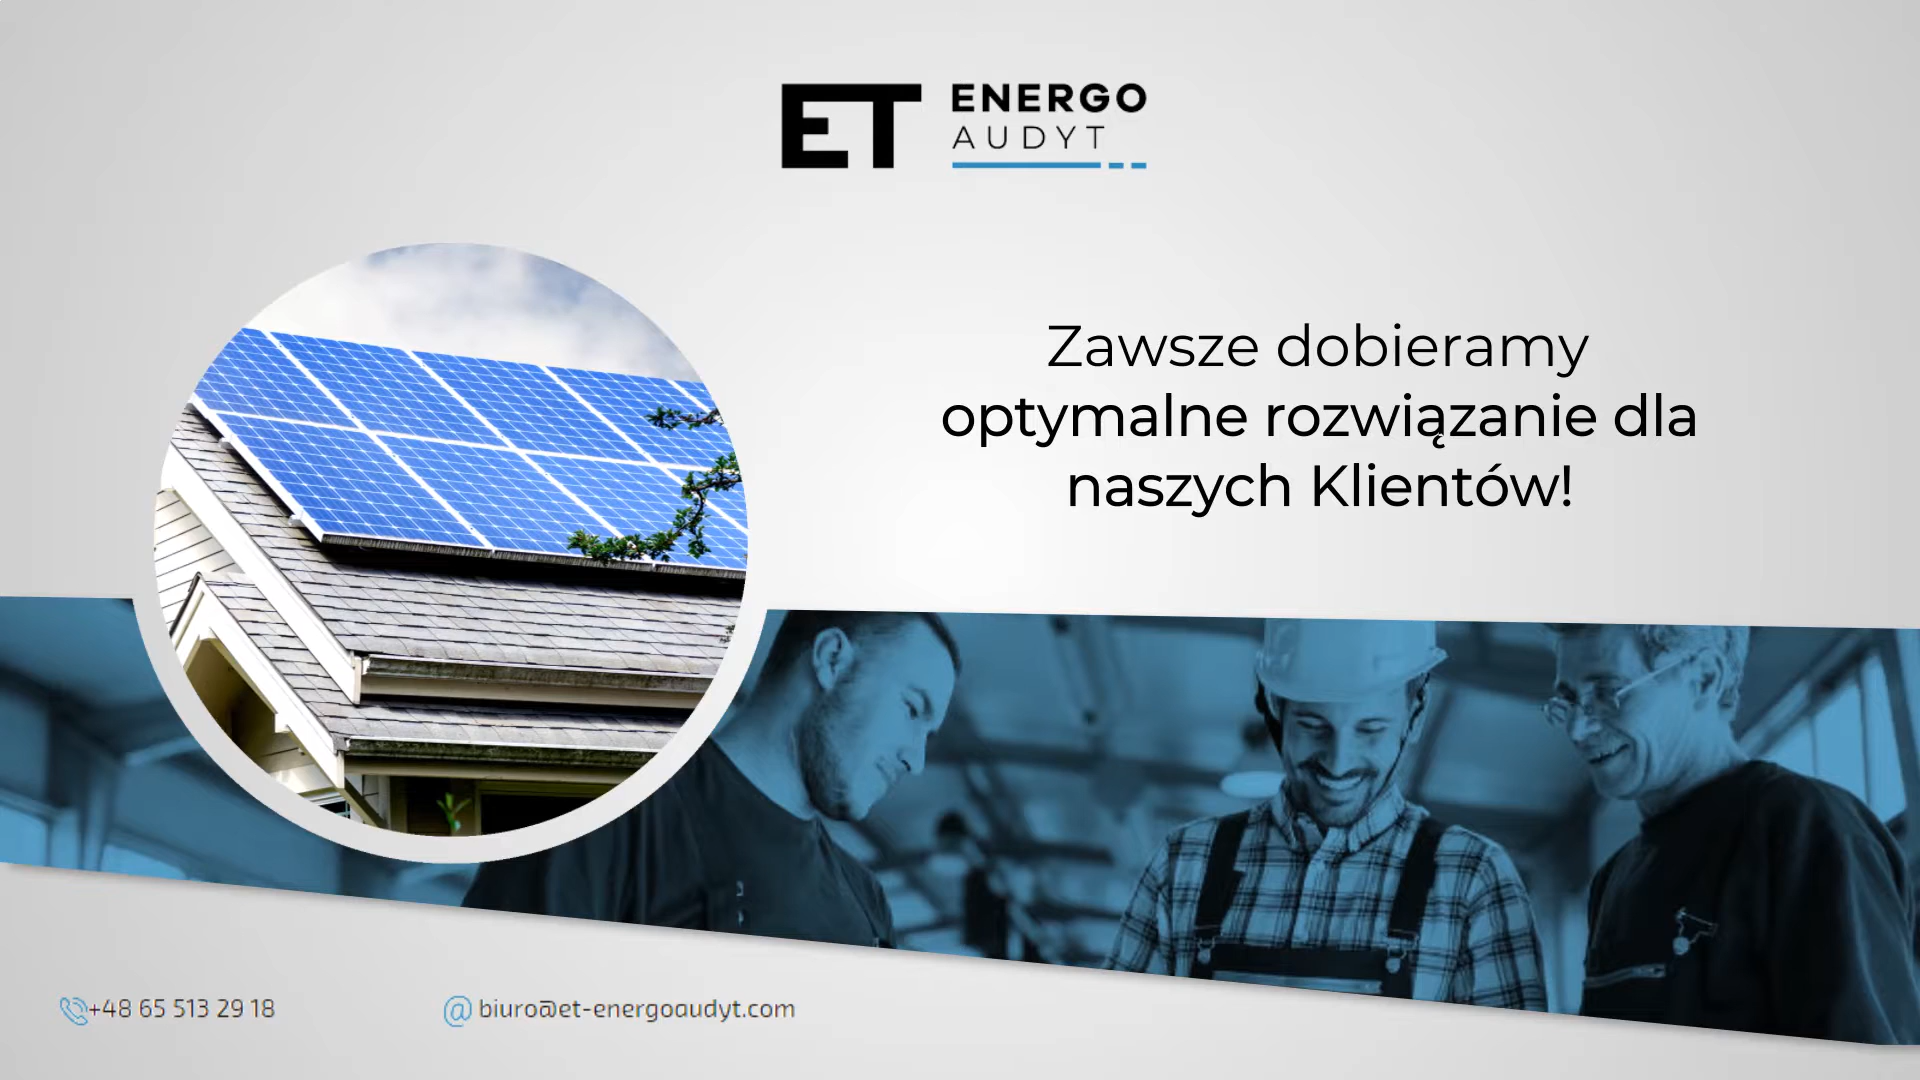 ET ENERGO
AUDYT
Zawsze dobieramy
optymalne rozwiązanie dla
naszych Klientów!
+48 65 513 29 18
@ biuro@et-energoaudyt.com